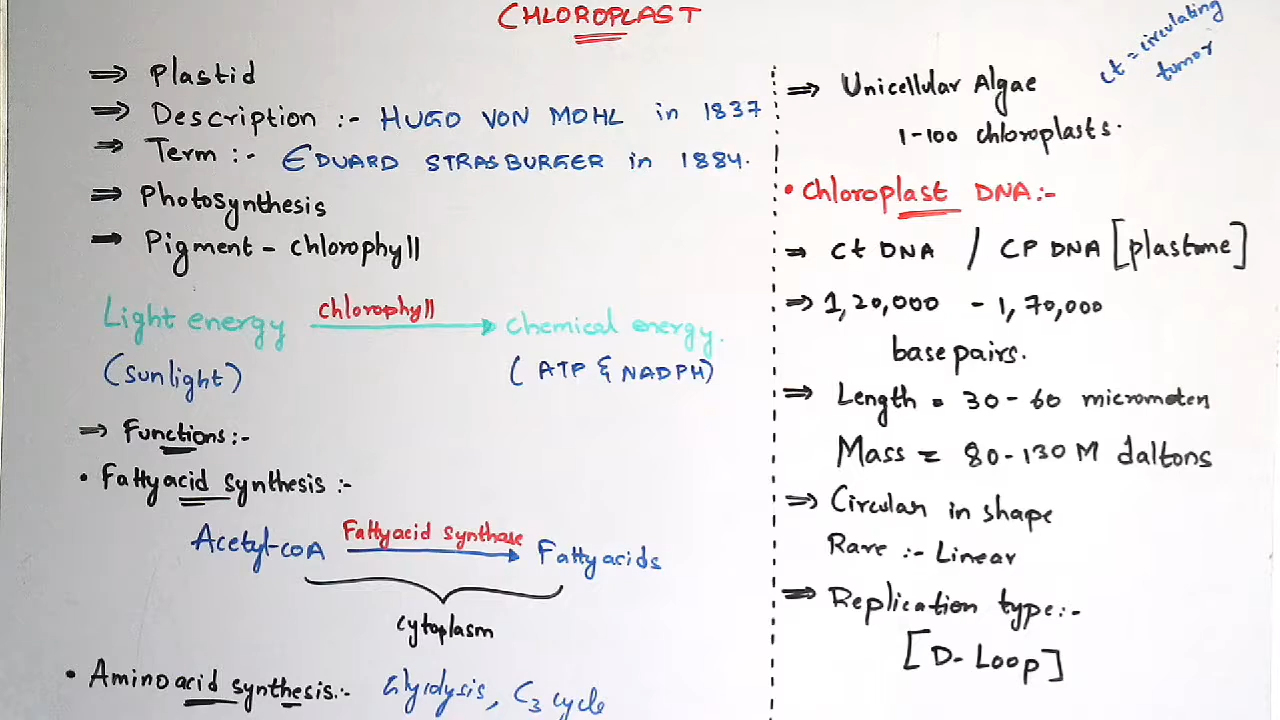 CHLOROPLAST
⇒ Plastid
⇒ Description :- HUGO VON MOHL in 1837
⇒ Term :- EDUARD STRASBURGER in 1884.
⇒ Photosynthesis
⇒ Pigment - chlorophyll
Light energy chlorophyll → chemical energy.
(sunlight) (ATP & NADPH)
⇒ Functions :-
• Fattyacid synthesis :-
Acetyl-coA Fattyacid synthase → Fattyacids
cytoplasm
• Aminoacid synthesis :- Glycolysis, C3 cycle
ct = circulating
tumor
⇒ Unicellular Algae
1-100 chloroplasts.
• Chloroplast DNA :-
⇒ Ct DNA / CP DNA [plastome]
⇒ 1,20,000 - 1,70,000
base pairs.
⇒ Length = 30-60 micrometers
Mass = 80-130 M daltons
⇒ Circular in shape
Rare :- Linear
⇒ Replication type :-
[D-Loop]